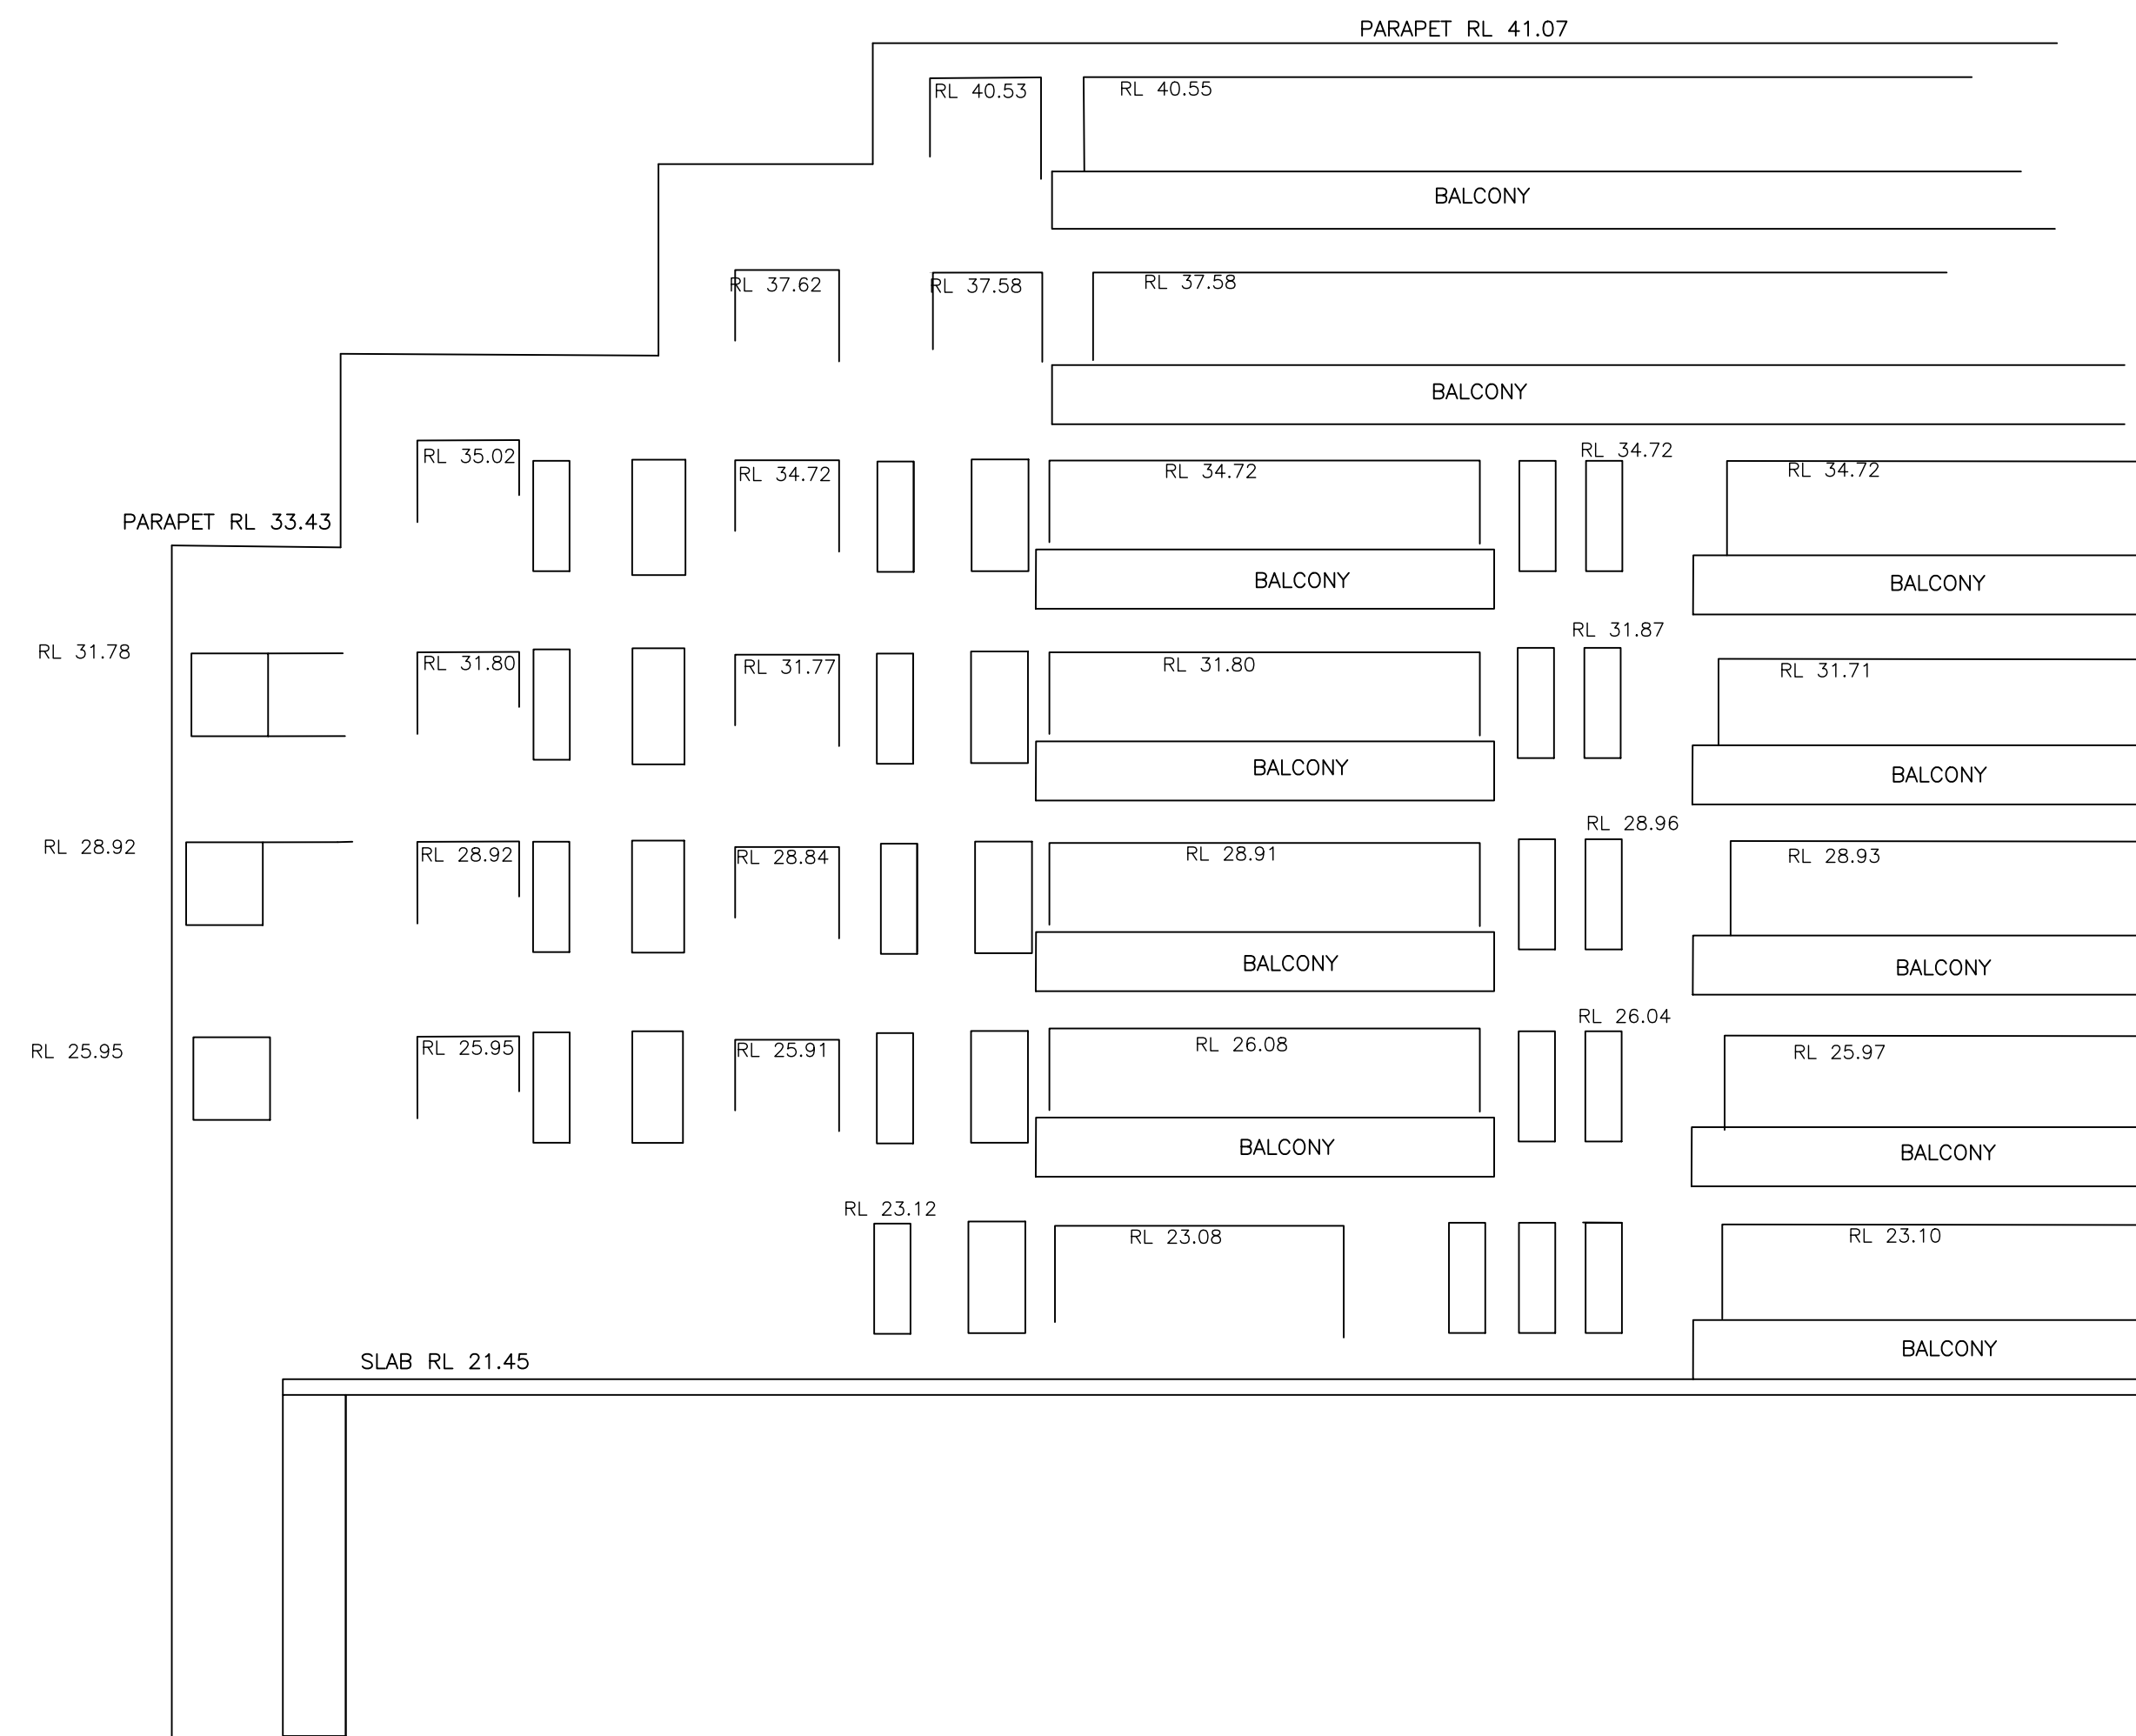 PARAPET RL 41.07
RL 40.53
RL 40.55
BALCONY
RL 37.62
RL 37.58
RL 37.58
BALCONY
RL 35.02
RL 34.72
RL 34.72
RL 34.72
RL 34.72
PARAPET RL 33.43
BALCONY
BALCONY
RL 31.78
RL 31.80
RL 31.77
RL 31.80
RL 31.87
RL 31.71
BALCONY
BALCONY
RL 28.92
RL 28.92
RL 28.84
RL 28.91
RL 28.96
RL 28.93
BALCONY
BALCONY
RL 25.95
RL 25.95
RL 25.91
RL 26.08
RL 26.04
RL 25.97
BALCONY
BALCONY
RL 23.12
RL 23.08
RL 23.10
BALCONY
SLAB RL 21.45